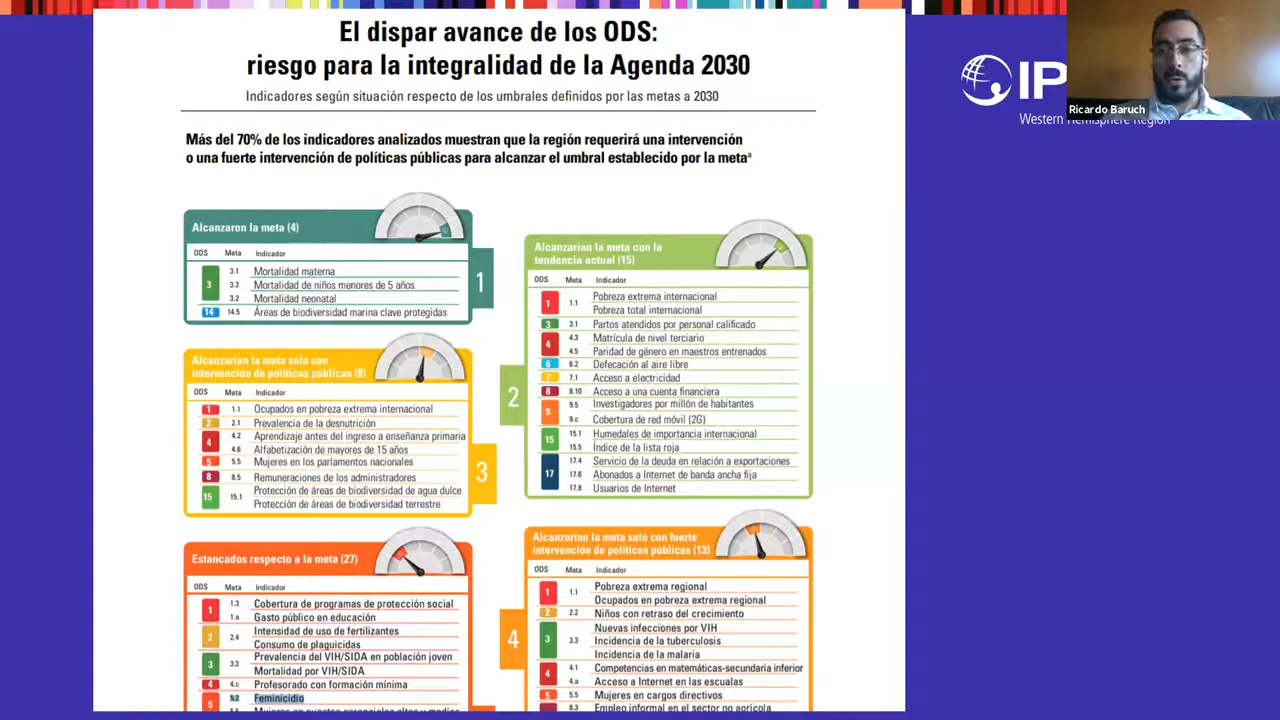 El dispar avance de los ODS:
riesgo para la integralidad de la Agenda 2030
Indicadores según situación respecto de los umbrales definidos por las metas a 2030
Más del 70% de los indicadores analizados muestran que la región requerirá una intervención
o una fuerte intervención de políticas públicas para alcanzar el umbral establecido por la metaª
Alcanzaron la meta (4)
ODS Meta Indicador
3 3.1 Mortalidad materna
3.2 Mortalidad de niños menores de 5 años
3.2 Mortalidad neonatal
14 14.5 Áreas de biodiversidad marina clave protegidas
1
Alcanzarían la meta con la
tendencia actual (15)
ODS Meta Indicador
1 1.1 Pobreza extrema internacional
Pobreza total internacional
3 3.1 Partos atendidos por personal calificado
4 4.3 Matrícula de nivel terciario
4.5 Paridad de género en maestros entrenados
6 6.2 Defecación al aire libre
7 7.1 Acceso a electricidad
8 8.10 Acceso a una cuenta financiera
9 9.5 Investigadores por millón de habitantes
9.c Cobertura de red móvil (2G)
15 15.1 Humedales de importancia internacional
15.5 Índice de la lista roja
17 17.4 Servicio de la deuda en relación a exportaciones
17.6 Abonados a Internet de banda ancha fija
17.8 Usuarios de Internet
2
Alcanzarían la meta solo con
intervención de políticas públicas (8)
ODS Meta Indicador
1 1.1 Ocupados en pobreza extrema internacional
2 2.1 Prevalencia de la desnutrición
4 4.2 Aprendizaje antes del ingreso a enseñanza primaria
4.6 Alfabetización de mayores de 15 años
5 5.5 Mujeres en los parlamentos nacionales
8 8.5 Remuneraciones de los administradores
15 15.1 Protección de áreas de biodiversidad de agua dulce
Protección de áreas de biodiversidad terrestre
3
Alcanzarían la meta solo con fuerte
intervención de políticas públicas (13)
ODS Meta Indicador
1 1.1 Pobreza extrema regional
Ocupados en pobreza extrema regional
2 2.2 Niños con retraso del crecimiento
3 3.3 Nuevas infecciones por VIH
Incidencia de la tuberculosis
Incidencia de la malaria
4 4.1 Competencias en matemáticas-secundaria inferior
4.a Acceso a Internet en las escuelas
5 5.5 Mujeres en cargos directivos
8 8.3 Empleo informal en el sector no agrícola
4
Estancados respecto a la meta (27)
ODS Meta Indicador
1 1.3 Cobertura de programas de protección social
1.a Gasto público en educación
2 2.4 Intensidad de uso de fertilizantes
Consumo de plaguicidas
3 3.3 Prevalencia del VIH/SIDA en población joven
Mortalidad por VIH/SIDA
4 4.c Profesorado con formación mínima
5 5.2 Feminicidio
IP
Western Hemisphere Region
Ricardo Baruch